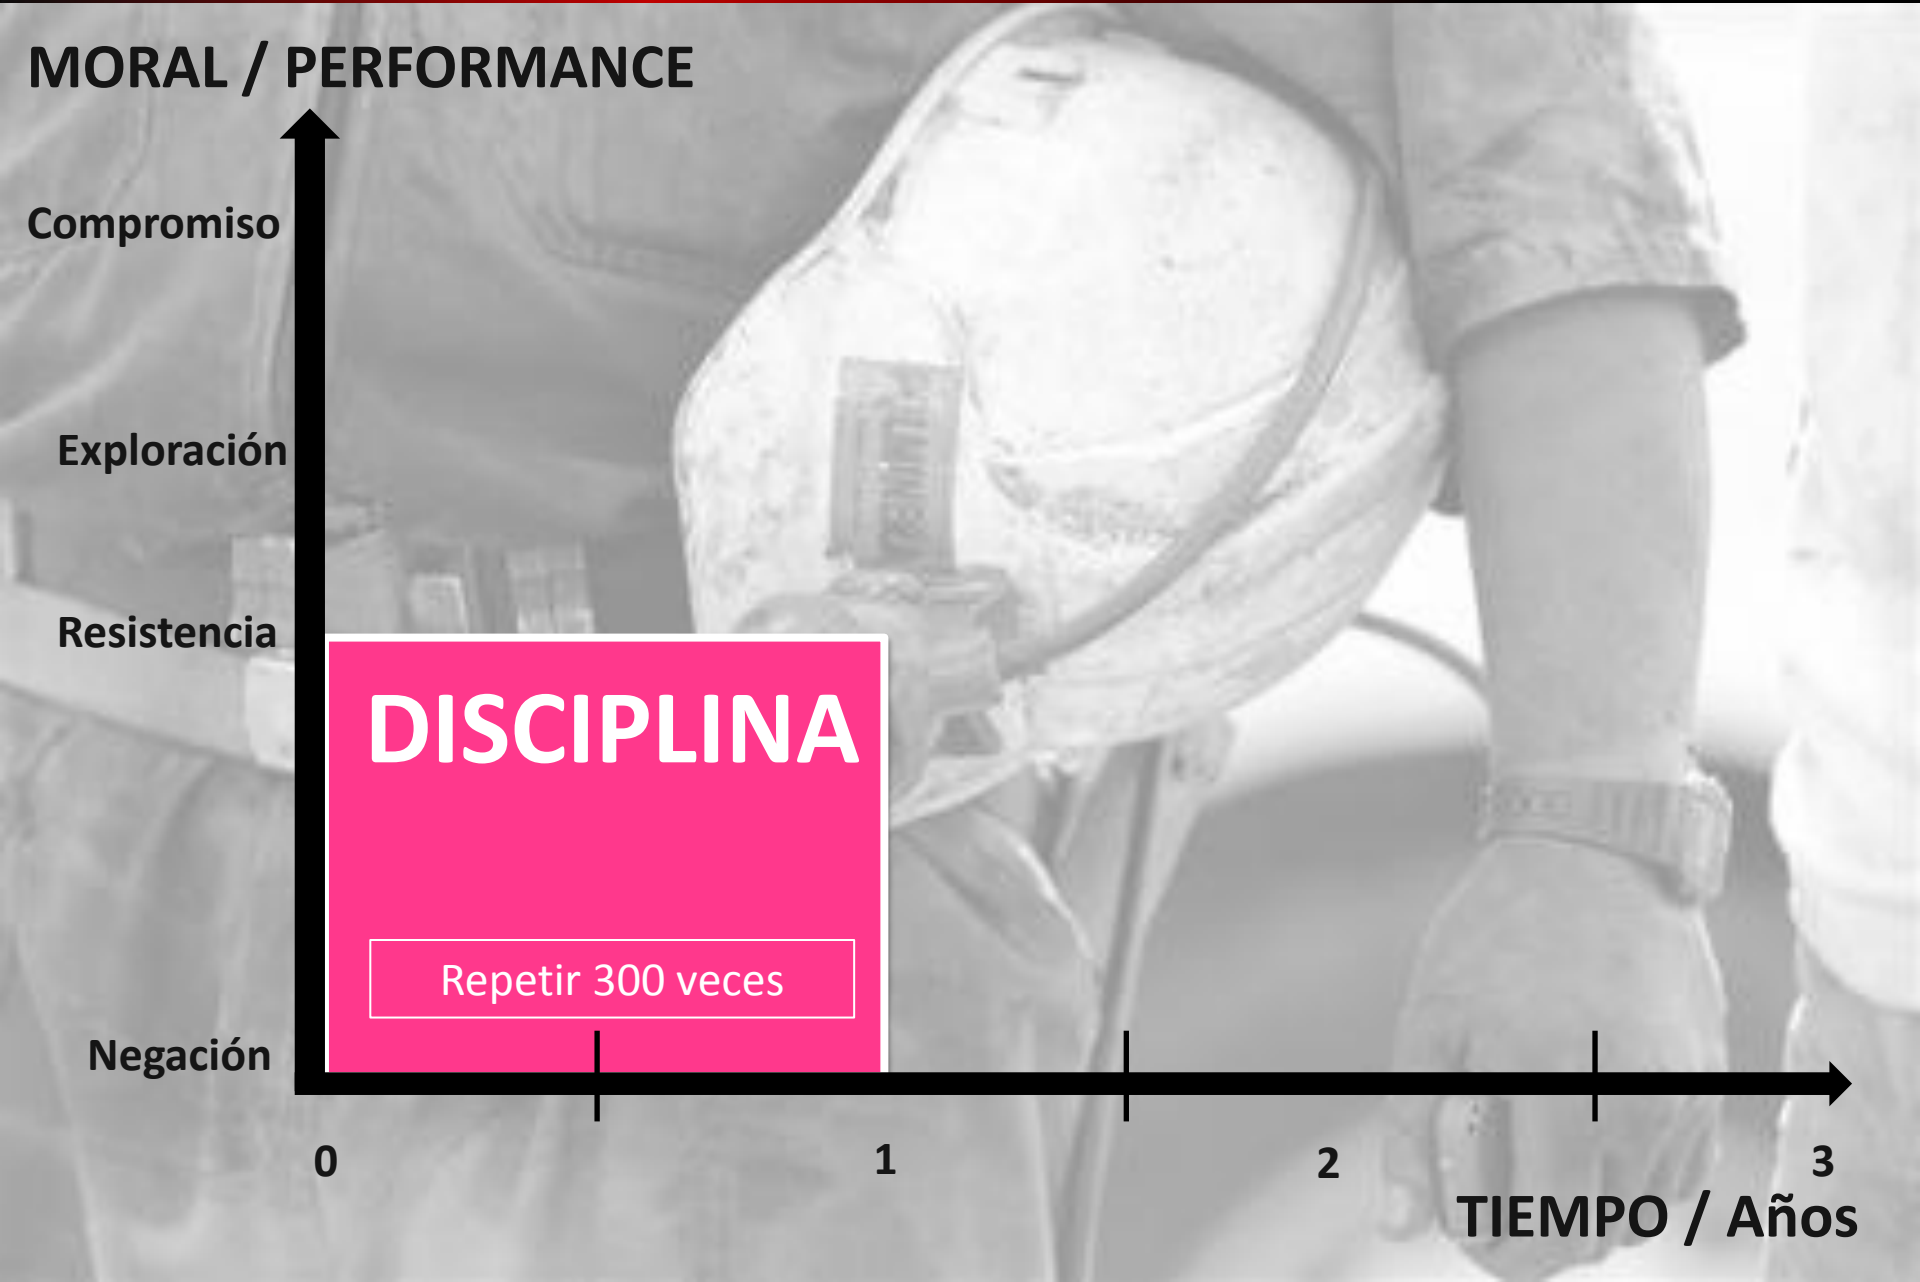 MORAL / PERFORMANCE
Compromiso
Exploración
Resistencia
DISCIPLINA
Repetir 300 veces
Negación
0
1
2
3
TIEMPO / Años